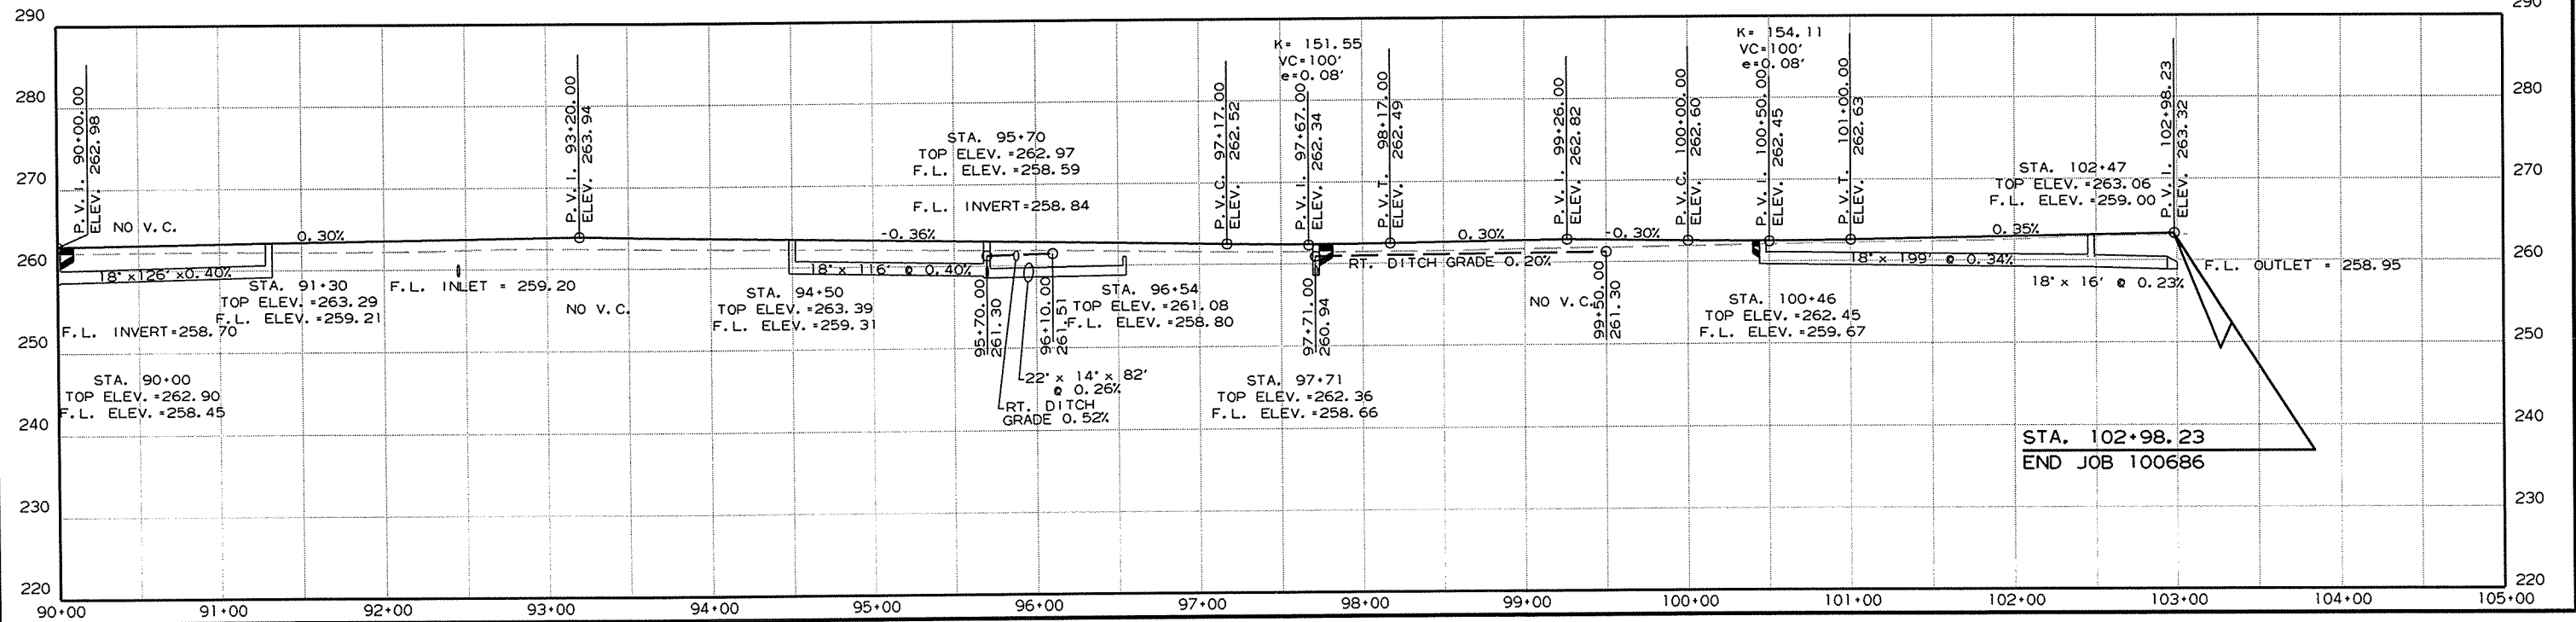 290
290
280
280
270
270
260
260
250
250
240
240
230
230
220
220
P.V.I. 90+00.00
ELEV. 262.98
NO V.C.
0.30%
18" x126' x0.40%
F.L. INVERT=258.70
STA. 90+00
TOP ELEV.=262.90
F.L. ELEV.=258.45
STA. 91+30
TOP ELEV.=263.29
F.L. ELEV.=259.21
F.L. INLET = 259.20
P.V.I. 93+20.00
ELEV. 263.94
NO V.C.
STA. 94+50
TOP ELEV.=263.39
F.L. ELEV.=259.31
18" x 116' @ 0.40%
-0.36%
STA. 95+70
TOP ELEV.=262.97
F.L. ELEV.=258.59
F.L. INVERT=258.84
95+70.00
261.30
96+10.00
261.51
22" x 14" x 82'
@ 0.26%
RT. DITCH
GRADE 0.52%
STA. 96+54
TOP ELEV.=261.08
F.L. ELEV.=258.80
P.V.C. 97+17.00
ELEV. 262.52
K= 151.55
VC=100'
e=0.08'
P.V.I. 97+67.00
ELEV. 262.34
P.V.T. 98+17.00
262.49
97+71.00
260.94
STA. 97+71
TOP ELEV.=262.36
F.L. ELEV.=258.66
RT. DITCH GRADE 0.20%
0.30%
P.V.I. 99+26.00
ELEV. 262.82
NO V.C.
-0.30%
99+50.00
261.30
P.V.C. 100+00.00
ELEV. 262.60
K= 154.11
VC=100'
e=0.08'
P.V.I. 100+50.00
ELEV. 262.45
P.V.T. 101+00.00
ELEV. 262.63
STA. 100+46
TOP ELEV.=262.45
F.L. ELEV.=259.67
18" x 199' @ 0.34%
0.35%
STA. 102+47
TOP ELEV.=263.06
F.L. ELEV.=259.00
P.V.I. 102+98.23
ELEV. 263.32
F.L. OUTLET = 258.95
18" x 16' @ 0.23%
STA. 102+98.23
END JOB 100686
90+00 91+00 92+00 93+00 94+00 95+00 96+00 97+00 98+00 99+00 100+00 101+00 102+00 103+00 104+00 105+00